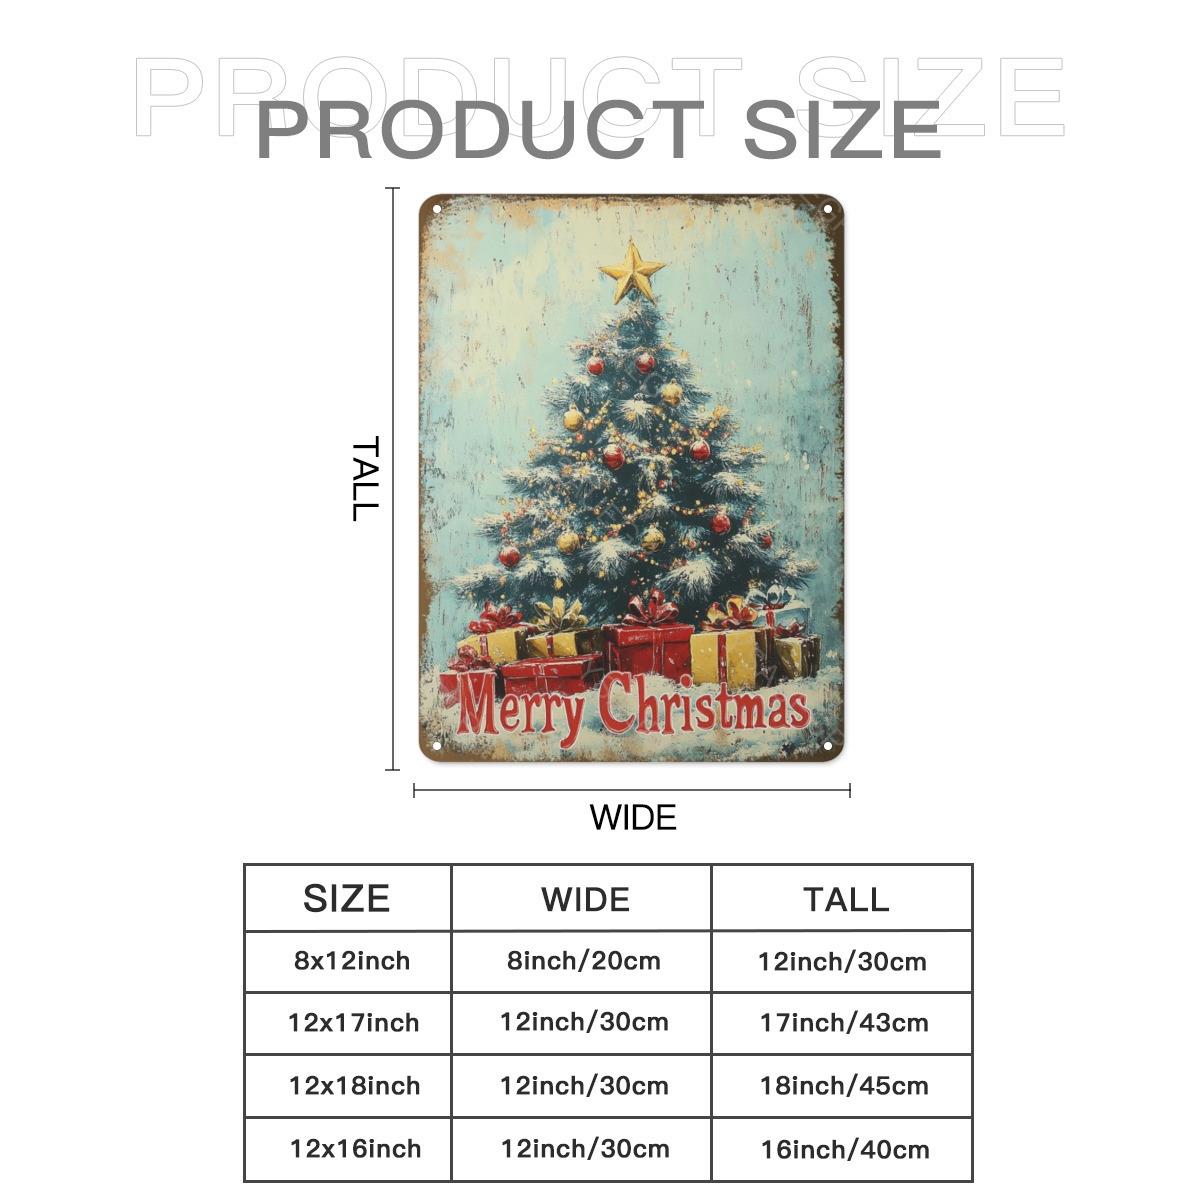 PRODUCT SIZE
PRODUCT SIZE
TALL
Merry Christmas
WIDE
SIZE WIDE TALL
8x12inch 8inch/20cm 12inch/30cm
12x17inch 12inch/30cm 17inch/43cm
12x18inch 12inch/30cm 18inch/45cm
12x16inch 12inch/30cm 16inch/40cm